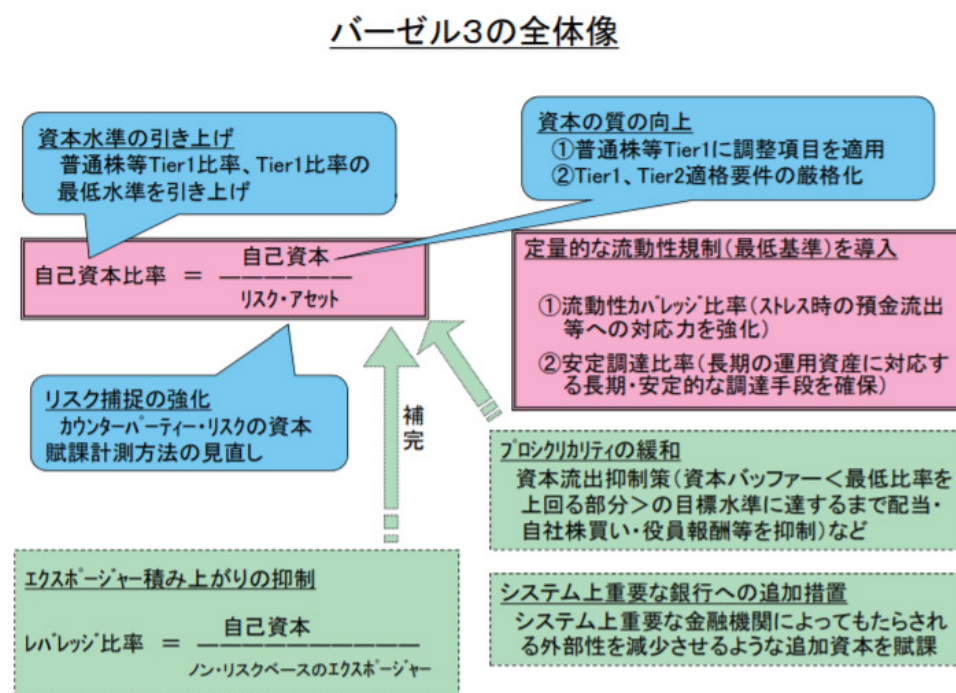 バーゼル3の全体像
資本水準の引き上げ
普通株等Tier1比率、Tier1比率の
最低水準を引き上げ
資本の質の向上
①普通株等Tier1に調整項目を適用
②Tier1、Tier2適格要件の厳格化
自己資本比率 ＝ 自己資本
リスク・アセット
定量的な流動性規制(最低基準)を導入
①流動性ｶﾊﾞﾚｯｼﾞ比率(ストレス時の預金流出
等への対応力を強化)
②安定調達比率(長期の運用資産に対応す
る長期・安定的な調達手段を確保)
リスク捕捉の強化
ｶｳﾝﾀｰﾊﾟｰﾃｨｰ・リスクの資本
賦課計測方法の見直し
補完
ﾌﾟﾛｼｸﾘｶﾘﾃｨの緩和
資本流出抑制策(資本バッファー＜最低比率を
上回る部分＞の目標水準に達するまで配当・
自社株買い・役員報酬等を抑制)など
ｴｸｽﾎﾟｰｼﾞｬｰ積み上がりの抑制
ﾚﾊﾞﾚｯｼﾞ比率 ＝ 自己資本
ノン・リスクベースのエクスポージャー
システム上重要な銀行への追加措置
システム上重要な金融機関によってもたらされ
る外部性を減少させるような追加資本を賦課